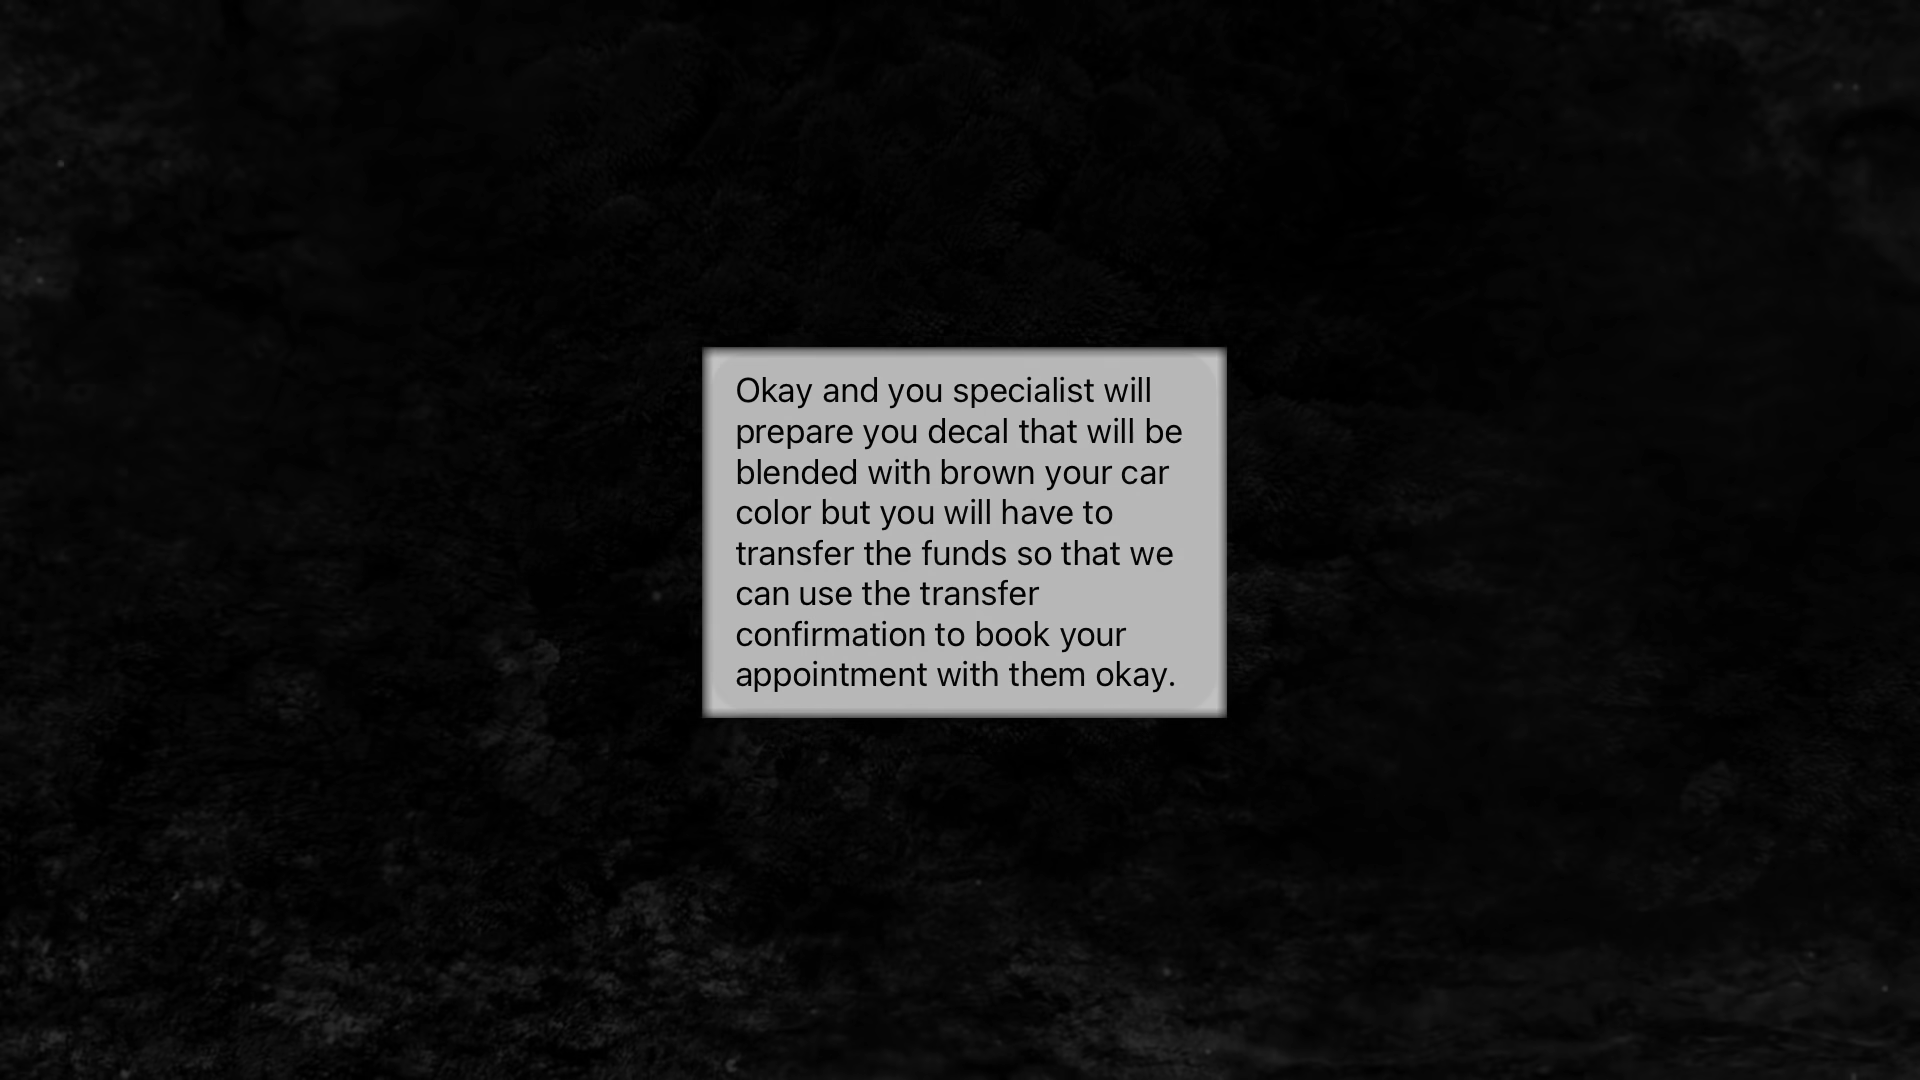 Okay and you specialist will
prepare you decal that will be
blended with brown your car
color but you will have to
transfer the funds so that we
can use the transfer
confirmation to book your
appointment with them okay.